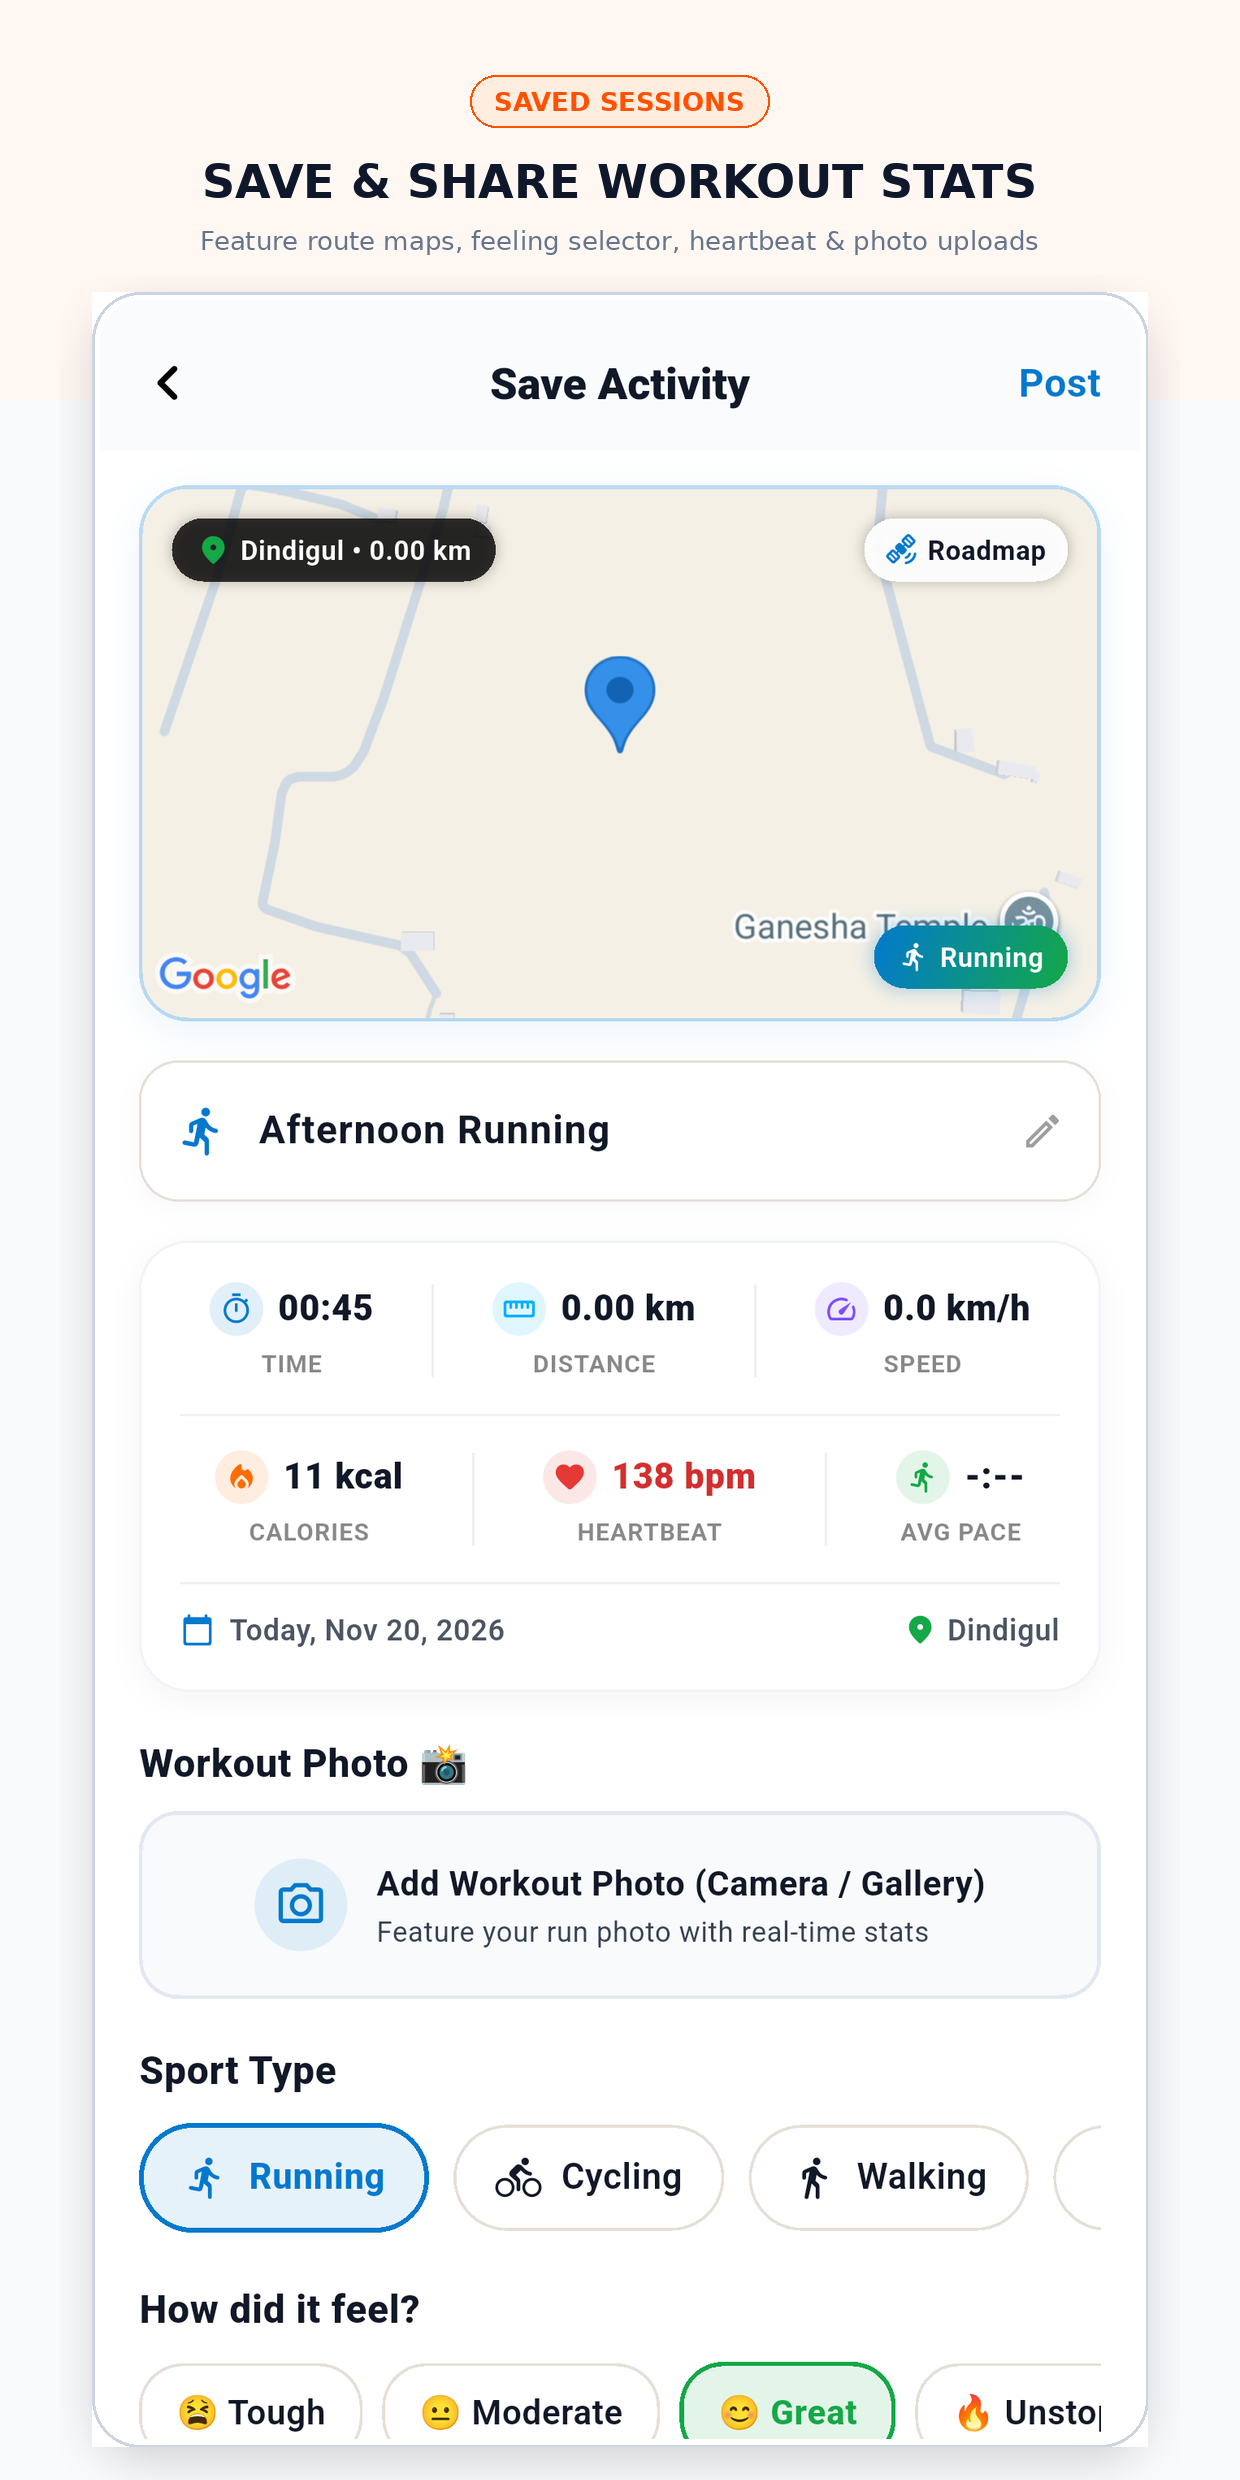 SAVED SESSIONS
SAVE & SHARE WORKOUT STATS
Feature route maps, feeling selector, heartbeat & photo uploads
Save Activity
Post
Dindigul • 0.00 km
Roadmap
Ganesha Temple
Google
Running
Afternoon Running
00:45
0.00 km
0.0 km/h
TIME
DISTANCE
SPEED
11 kcal
138 bpm
-:--
CALORIES
HEARTBEAT
AVG PACE
Today, Nov 20, 2026
Dindigul
Workout Photo
Add Workout Photo (Camera / Gallery)
Feature your run photo with real-time stats
Sport Type
Running
Cycling
Walking
How did it feel?
Tough
Moderate
Great